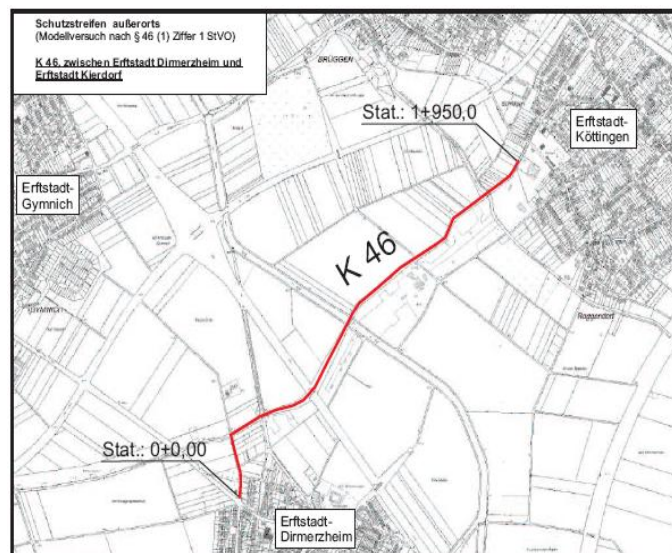 Schutzstreifen außerorts
(Modellversuch nach § 46 (1) Ziffer 1 StVO)
K 46, zwischen Erftstadt Dirmerzheim und
Erftstadt Kierdorf
BRÜGGEN
Stat.: 1+950,0
Erftstadt-
Köttingen
Erftstadt-
Gymnich
K 46
Roggendorf
Stat.: 0+0,00
Erftstadt-
Dirmerzheim